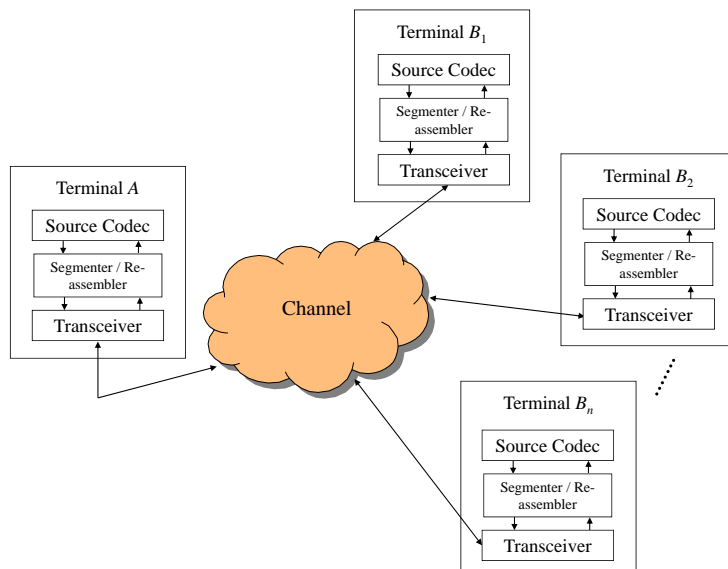 Terminal B1
Source Codec
Segmenter / Re-
assembler
Transceiver
Terminal A
Source Codec
Segmenter / Re-
assembler
Transceiver
Terminal B2
Source Codec
Segmenter / Re-
assembler
Transceiver
Channel
Terminal Bn
Source Codec
Segmenter / Re-
assembler
Transceiver